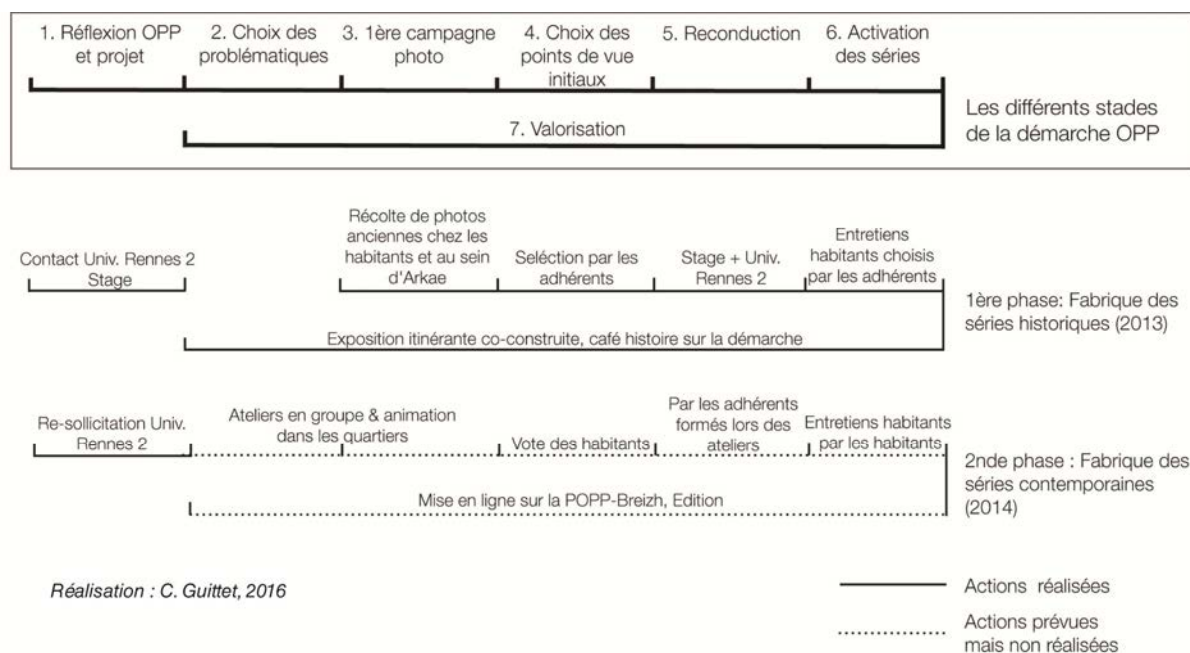 1. Réflexion OPP
et projet
2. Choix des
problématiques
3. 1ère campagne
photo
4. Choix des
points de vue
initiaux
5. Reconduction
6. Activation
des séries
7. Valorisation
Les différents stades
de la démarche OPP
Contact Univ. Rennes 2
Stage
Récolte de photos
anciennes chez les
habitants et au sein
d'Arkae
Seléction par les
adhérents
Stage + Univ.
Rennes 2
Entretiens
habitants choisis
par les adhérents
Exposition itinérante co-construite, café histoire sur la démarche
1ère phase: Fabrique des
séries historiques (2013)
Re-sollicitation Univ.
Rennes 2
Ateliers en groupe & animation
dans les quartiers
Vote des habitants
Par les adhérents
formés lors des
ateliers
Entretiens habitants
par les habitants
Mise en ligne sur la POPP-Breizh, Edition
2nde phase : Fabrique des
séries contemporaines
(2014)
Réalisation : C. Guittet, 2016
Actions réalisées
Actions prévues
mais non réalisées